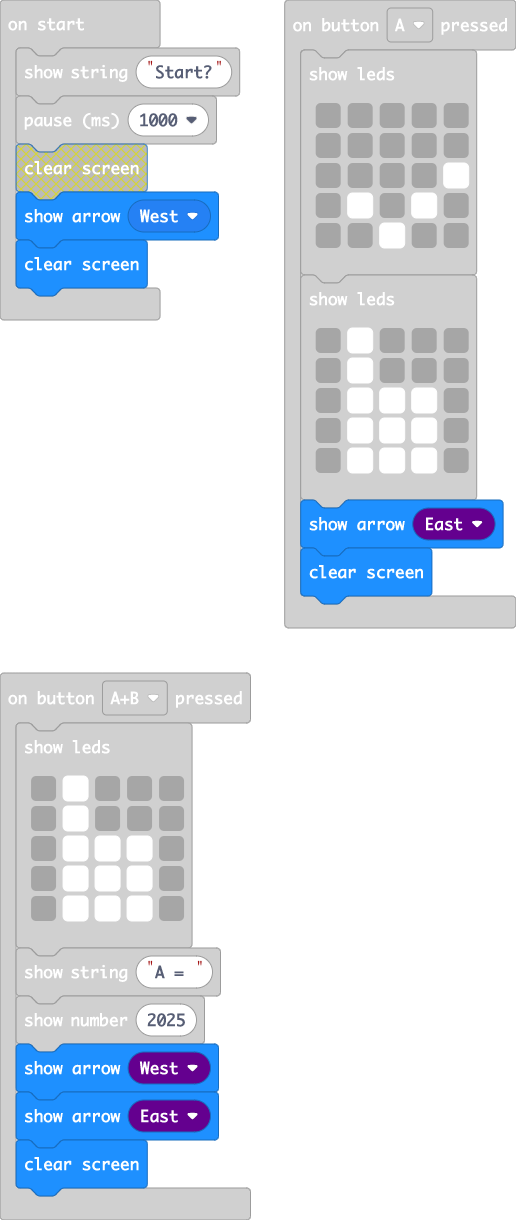 on start
show string "Start?"
pause (ms) 1000
clear screen
show arrow West
clear screen
on button A pressed
show leds
show leds
show arrow East
clear screen
on button A+B pressed
show leds
show string "A = "
show number 2025
show arrow West
show arrow East
clear screen